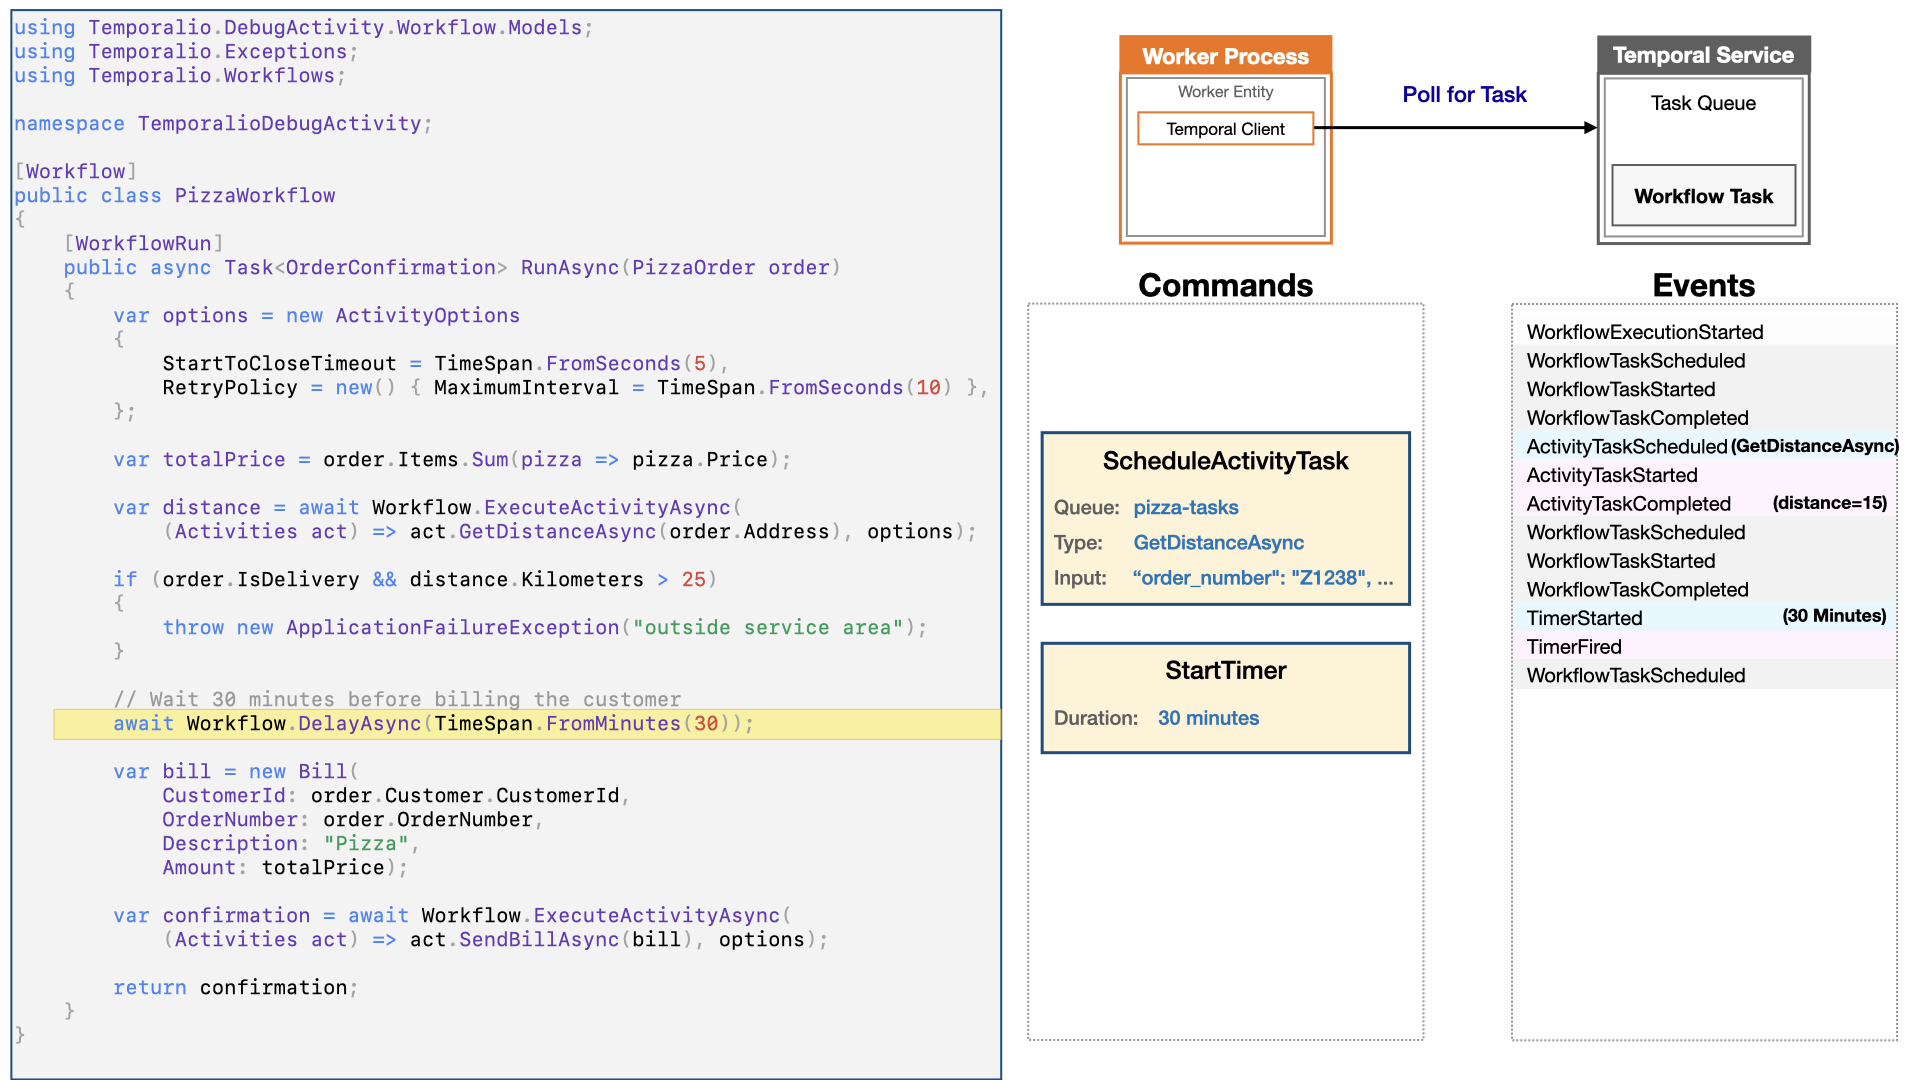 using Temporalio.DebugActivity.Workflow.Models;
using Temporalio.Exceptions;
using Temporalio.Workflows;

namespace TemporalioDebugActivity;

[Workflow]
public class PizzaWorkflow
{
    [WorkflowRun]
    public async Task<OrderConfirmation> RunAsync(PizzaOrder order)
    {
        var options = new ActivityOptions
        {
            StartToCloseTimeout = TimeSpan.FromSeconds(5),
            RetryPolicy = new() { MaximumInterval = TimeSpan.FromSeconds(10) },
        };

        var totalPrice = order.Items.Sum(pizza => pizza.Price);

        var distance = await Workflow.ExecuteActivityAsync(
            (Activities act) => act.GetDistanceAsync(order.Address), options);

        if (order.IsDelivery && distance.Kilometers > 25)
        {
            throw new ApplicationFailureException("outside service area");
        }

        // Wait 30 minutes before billing the customer
        await Workflow.DelayAsync(TimeSpan.FromMinutes(30));

        var bill = new Bill(
            CustomerId: order.Customer.CustomerId,
            OrderNumber: order.OrderNumber,
            Description: "Pizza",
            Amount: totalPrice);

        var confirmation = await Workflow.ExecuteActivityAsync(
            (Activities act) => act.SendBillAsync(bill), options);

        return confirmation;
    }
}
Worker Process
Worker Entity
Temporal Client
Poll for Task
Temporal Service
Task Queue
Workflow Task
Commands
ScheduleActivityTask
Queue: pizza-tasks
Type: GetDistanceAsync
Input: “order_number": "Z1238", ...
StartTimer
Duration: 30 minutes
Events
WorkflowExecutionStarted
WorkflowTaskScheduled
WorkflowTaskStarted
WorkflowTaskCompleted
ActivityTaskScheduled (GetDistanceAsync)
ActivityTaskStarted
ActivityTaskCompleted (distance=15)
WorkflowTaskScheduled
WorkflowTaskStarted
WorkflowTaskCompleted
TimerStarted (30 Minutes)
TimerFired
WorkflowTaskScheduled